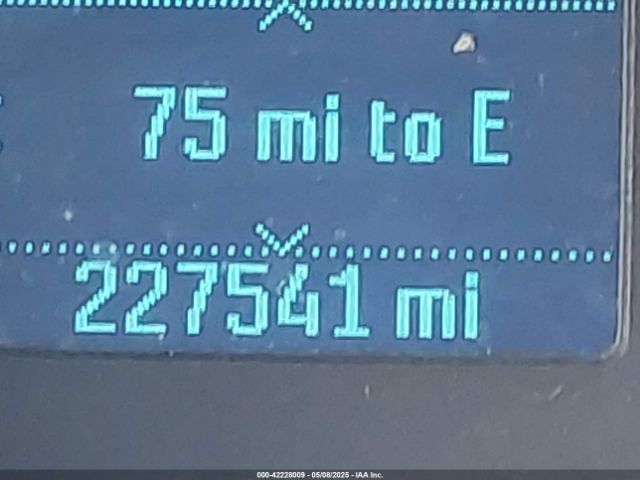 75 mi to E
227541 mi
000-42228009 - 05/08/2025 - IAA Inc.